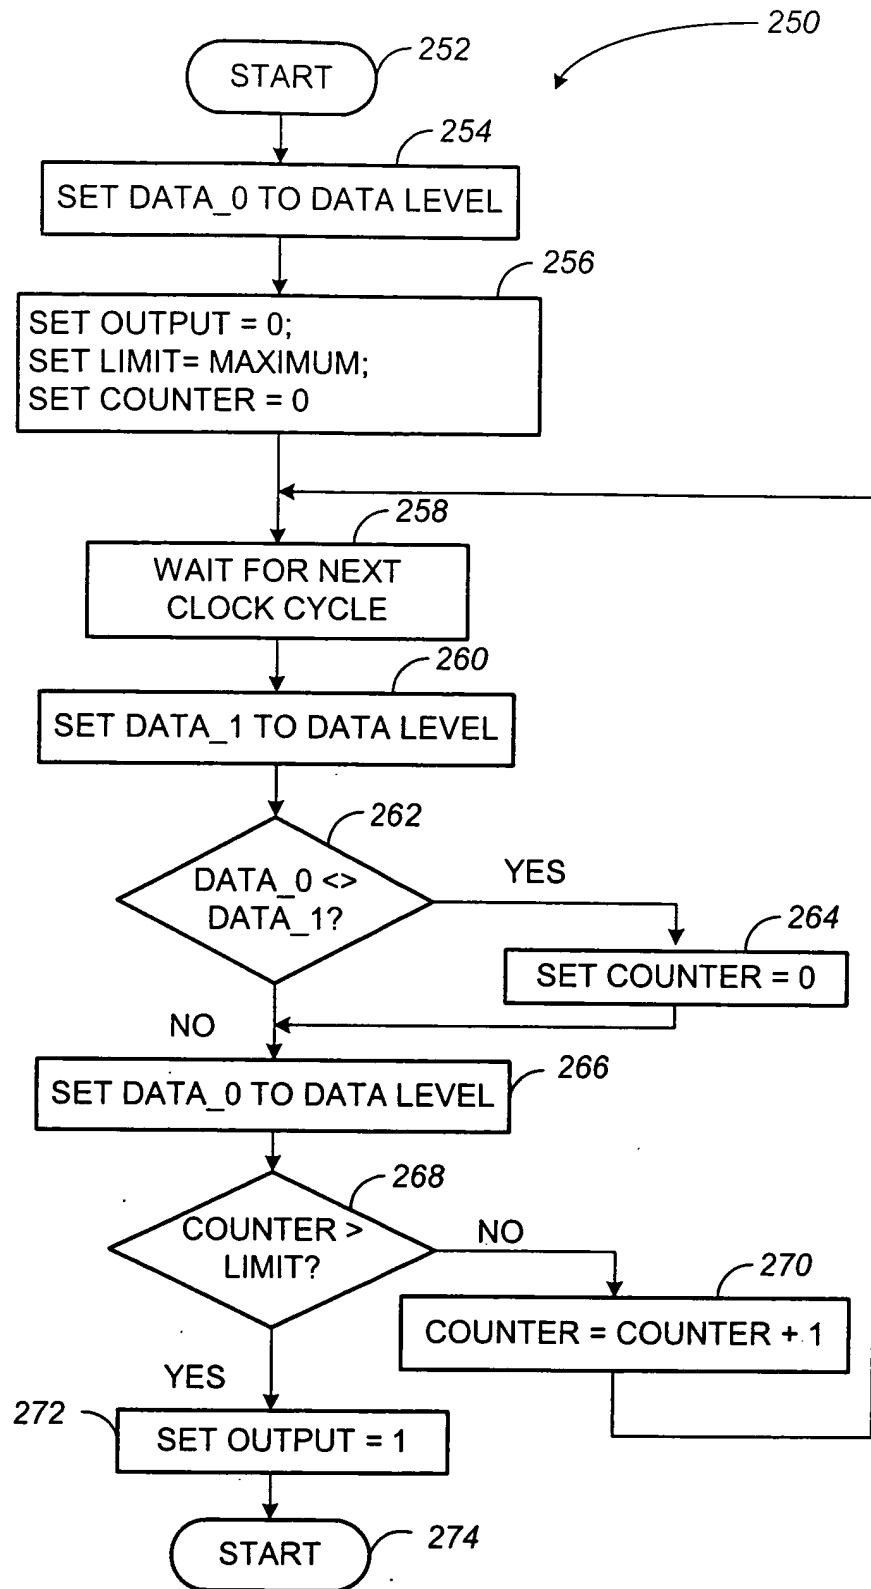 250
START
252
254
SET DATA_0 TO DATA LEVEL
256
SET OUTPUT = 0;
SET LIMIT= MAXIMUM;
SET COUNTER = 0
258
WAIT FOR NEXT
CLOCK CYCLE
260
SET DATA_1 TO DATA LEVEL
262
DATA_0 <>
DATA_1?
YES
264
SET COUNTER = 0
NO
266
SET DATA_0 TO DATA LEVEL
268
COUNTER >
LIMIT?
NO
270
COUNTER = COUNTER + 1
YES
272
SET OUTPUT = 1
START
274